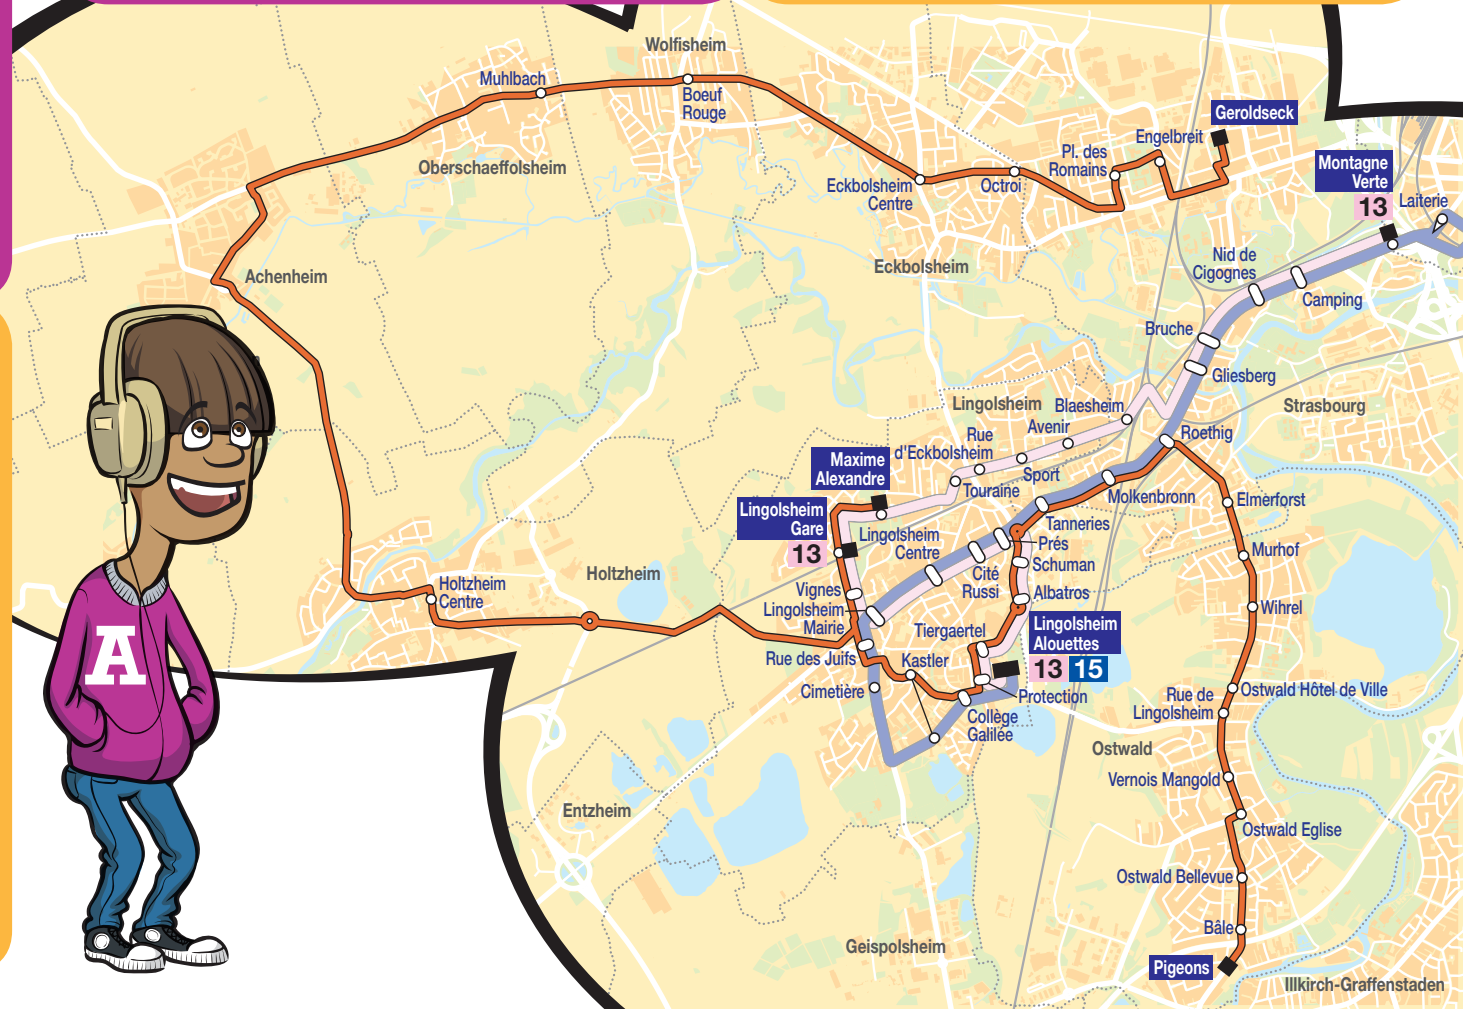 Wolfisheim
Muhlbach
Boeuf
Rouge
Geroldseck
Engelbreit
Pl. des
Romains
Montagne
Verte
13
Laiterie
Oberschaeffolsheim
Eckbolsheim
Centre
Octroi
Achenheim
Eckbolsheim
Nid de
Cigognes
Camping
Bruche
Gliesberg
Strasbourg
Lingolsheim
Blaesheim
Avenir
Rue
d'Eckbolsheim
Roethig
Maxime
Alexandre
Sport
Touraine
Molkenbronn
Elmerforst
Lingolsheim
Gare
13
Lingolsheim
Centre
Tanneries
Prés
Schuman
Murhof
Cité
Russi
Albatros
Holtzheim
Holtzheim
Centre
Vignes
Lingolsheim
Mairie
Wihrel
Tiergaertel
Lingolsheim
Alouettes
13 15
Rue des Juifs
Kastler
Cimetière
Protection
Collège
Galilée
Ostwald Hôtel de Ville
Rue de
Lingolsheim
Ostwald
Vernois Mangold
Entzheim
Ostwald Eglise
Ostwald Bellevue
Bâle
Geispolsheim
Pigeons
Illkirch-Graffenstaden
A